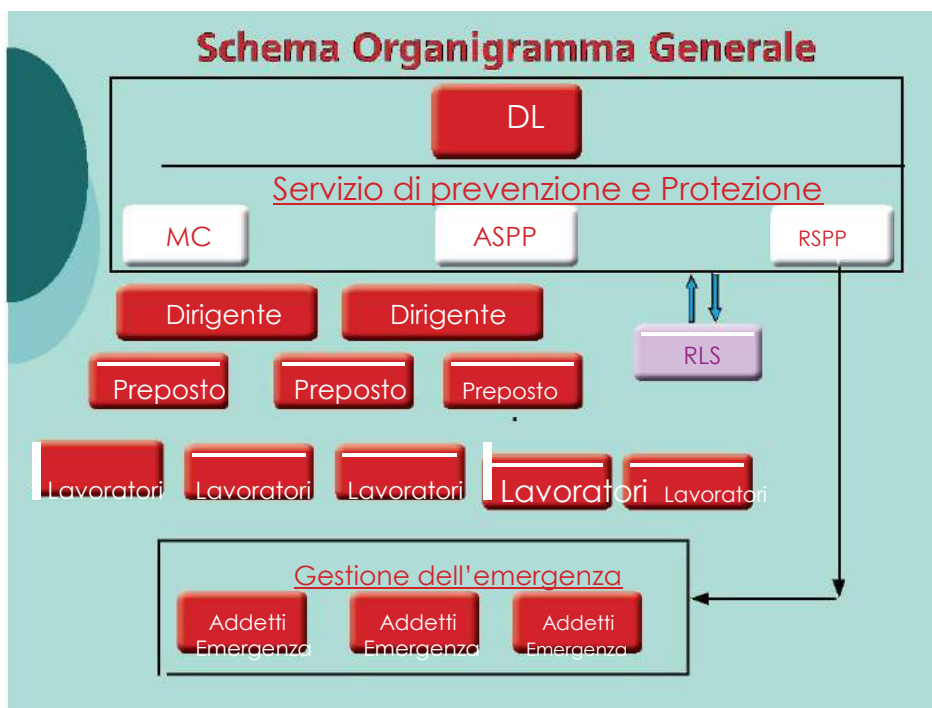 Schema Organigramma Generale
DL
Servizio di prevenzione e Protezione
MC ASPP RSPP
Dirigente Dirigente
RLS
Preposto Preposto Preposto
Lavoratori Lavoratori Lavoratori Lavoratori Lavoratori
Gestione dell'emergenza
Addetti Addetti Addetti
Emergenza Emergenza Emergenza